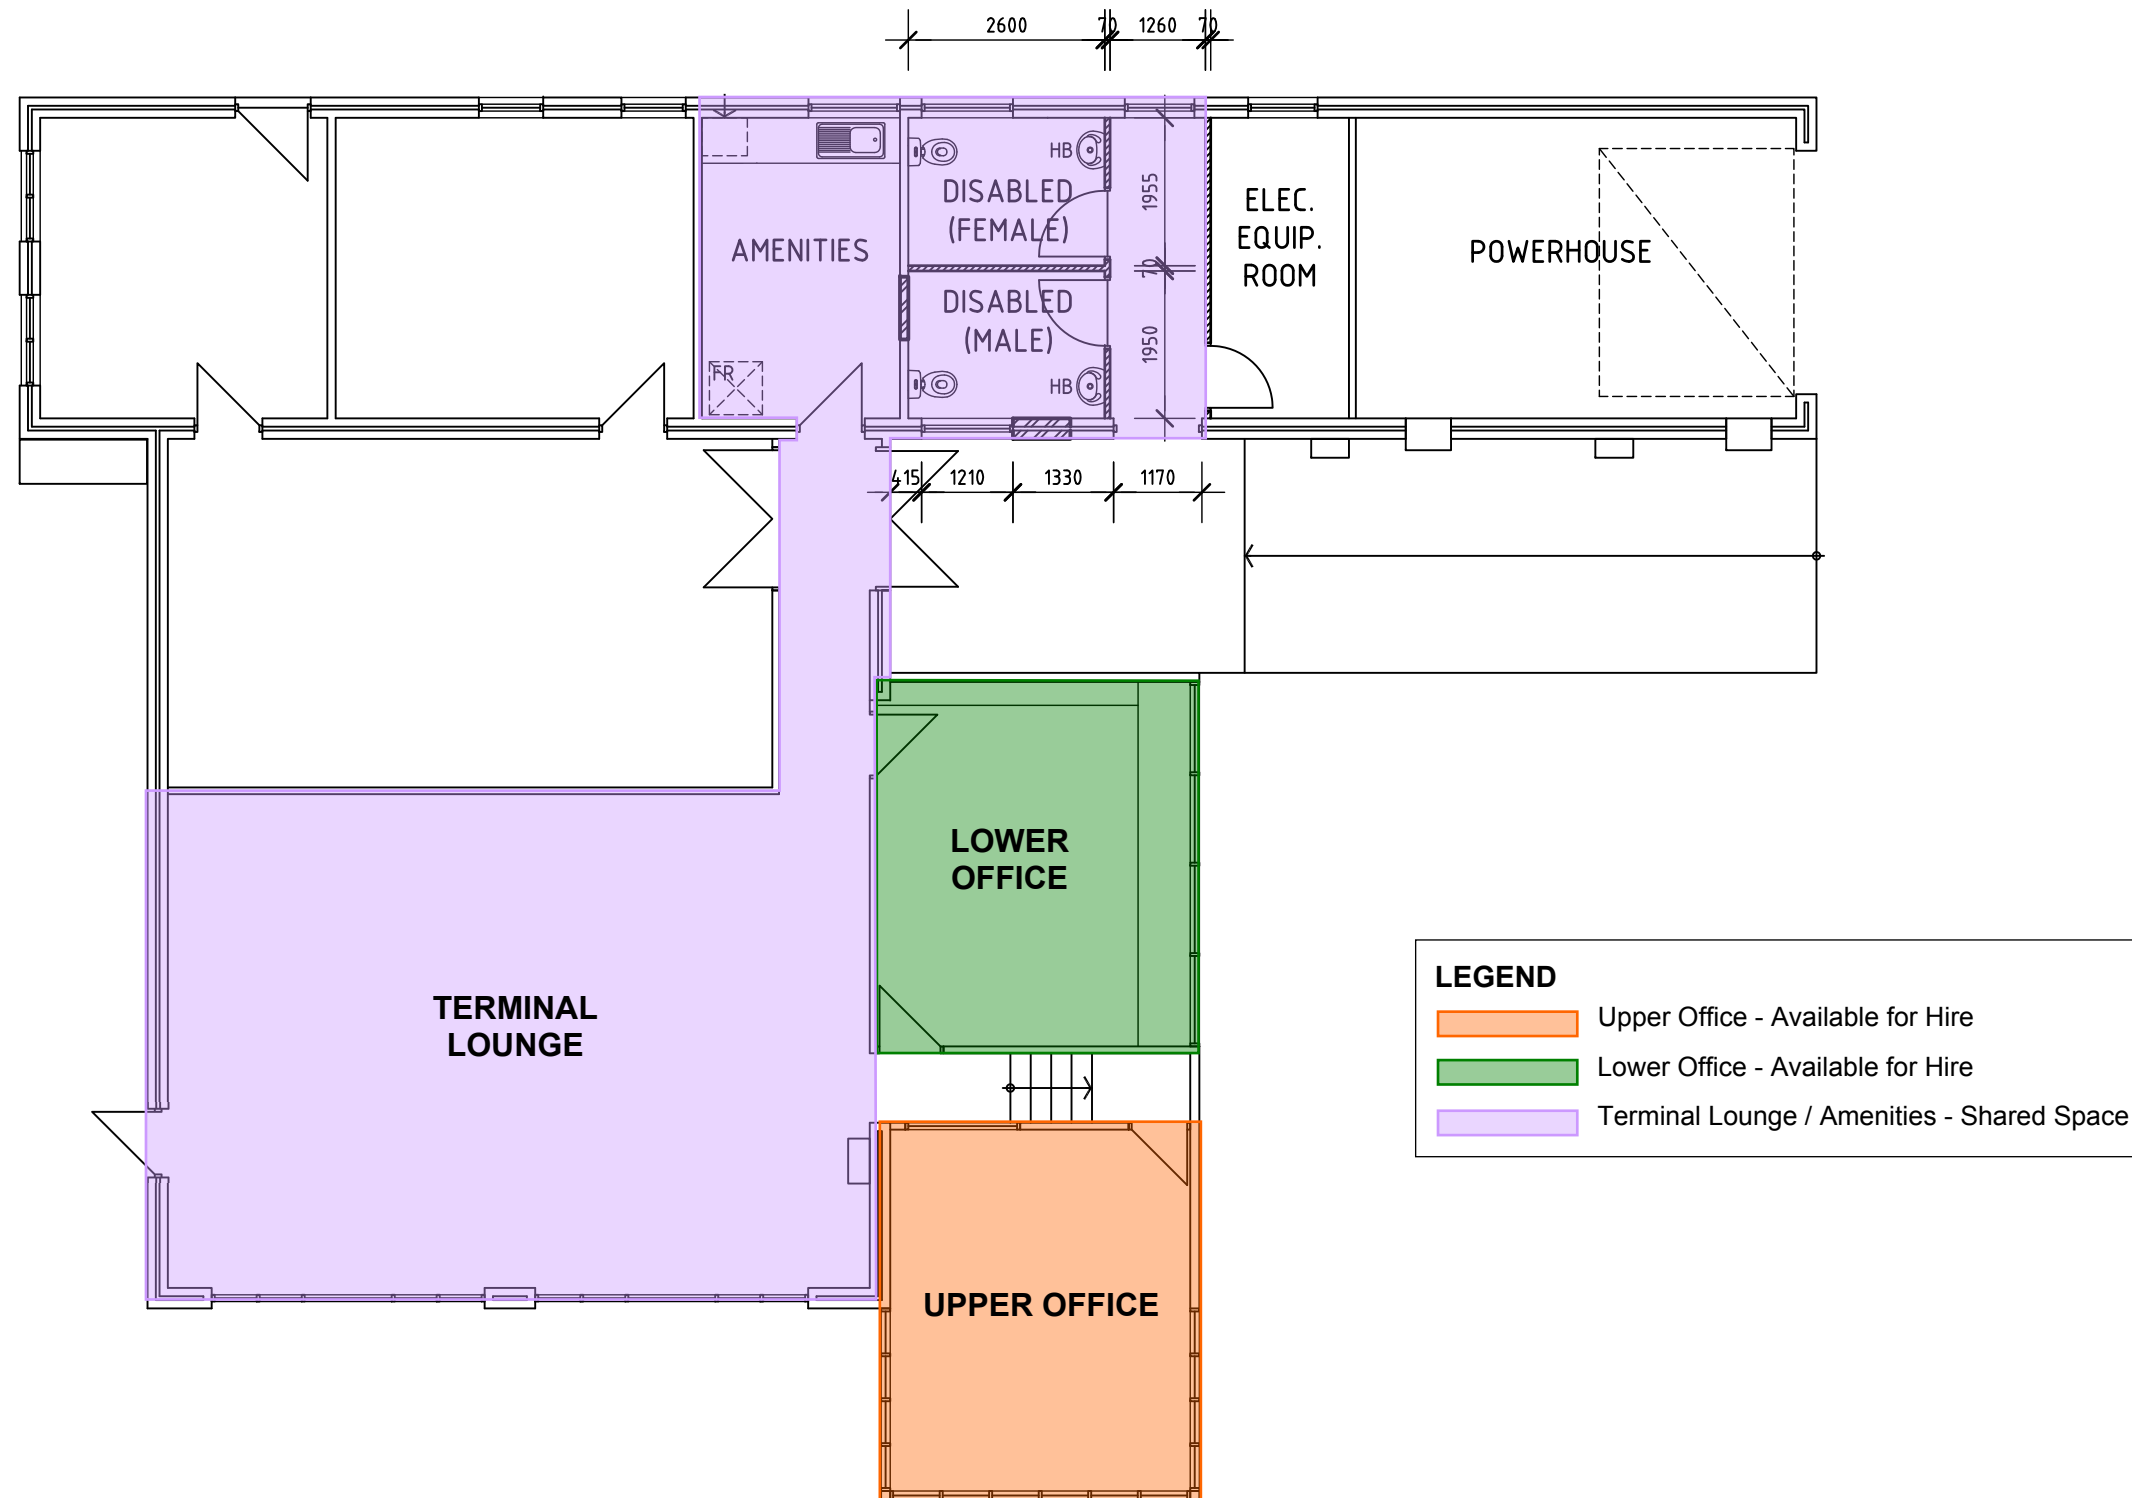 2600 70 1260 70
HB
DISABLED
(FEMALE)
1955
ELEC.
EQUIP.
ROOM
AMENITIES
POWERHOUSE
70
DISABLED
(MALE)
1950
FR
HB
415 1210 1330 1170
LOWER
OFFICE
TERMINAL
LOUNGE
LEGEND
Upper Office - Available for Hire
Lower Office - Available for Hire
Terminal Lounge / Amenities - Shared Space
UPPER OFFICE